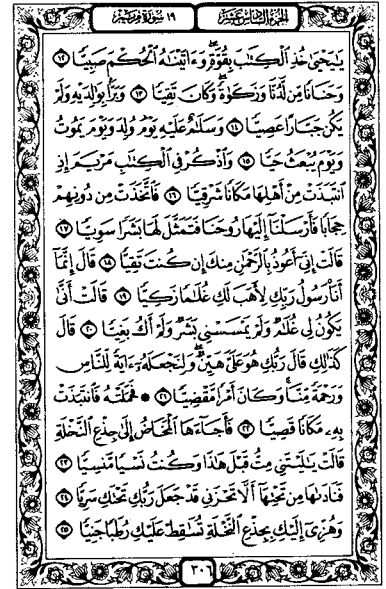 الجزء السادس عشر ١٩ سورة مريم
يَٰيَحْيَىٰ خُذِ ٱلْكِتَٰبَ بِقُوَّةٍ ۖ وَءَاتَيْنَٰهُ ٱلْحُكْمَ صَبِيًّا ١٢
وَحَنَانًا مِّن لَّدُنَّا وَزَكَوٰةً ۖ وَكَانَ تَقِيًّا ١٣ وَبَرًّۢا بِوَٰلِدَيْهِ وَلَمْ
يَكُن جَبَّارًا عَصِيًّا ١٤ وَسَلَٰمٌ عَلَيْهِ يَوْمَ وُلِدَ وَيَوْمَ يَمُوتُ
وَيَوْمَ يُبْعَثُ حَيًّا ١٥ وَٱذْكُرْ فِى ٱلْكِتَٰبِ مَرْيَمَ إِذِ
ٱنتَبَذَتْ مِنْ أَهْلِهَا مَكَانًا شَرْقِيًّا ١٦ فَٱتَّخَذَتْ مِن دُونِهِمْ
حِجَابًا فَأَرْسَلْنَآ إِلَيْهَا رُوحَنَا فَتَمَثَّلَ لَهَا بَشَرًا سَوِيًّا ١٧
قَالَتْ إِنِّىٓ أَعُوذُ بِٱلرَّحْمَٰنِ مِنكَ إِن كُنتَ تَقِيًّا ١٨ قَالَ إِنَّمَآ
أَنَا۠ رَسُولُ رَبِّكِ لِأَهَبَ لَكِ غُلَٰمًا زَكِيًّا ١٩ قَالَتْ أَنَّىٰ
يَكُونُ لِى غُلَٰمٌ وَلَمْ يَمْسَسْنِى بَشَرٌ وَلَمْ أَكُ بَغِيًّا ٢٠ قَالَ
كَذَٰلِكِ قَالَ رَبُّكِ هُوَ عَلَىَّ هَيِّنٌ ۖ وَلِنَجْعَلَهُۥٓ ءَايَةً لِّلنَّاسِ
وَرَحْمَةً مِّنَّا ۚ وَكَانَ أَمْرًا مَّقْضِيًّا ٢١ ۞ فَحَمَلَتْهُ فَٱنتَبَذَتْ
بِهِۦ مَكَانًا قَصِيًّا ٢٢ فَأَجَآءَهَا ٱلْمَخَاضُ إِلَىٰ جِذْعِ ٱلنَّخْلَةِ
قَالَتْ يَٰلَيْتَنِى مِتُّ قَبْلَ هَٰذَا وَكُنتُ نَسْيًا مَّنسِيًّا ٢٣
فَنَادَىٰهَا مِن تَحْتِهَآ أَلَّا تَحْزَنِى قَدْ جَعَلَ رَبُّكِ تَحْتَكِ سَرِيًّا ٢٤
وَهُزِّىٓ إِلَيْكِ بِجِذْعِ ٱلنَّخْلَةِ تُسَٰقِطْ عَلَيْكِ رُطَبًا جَنِيًّا ٢٥
٣٠٦